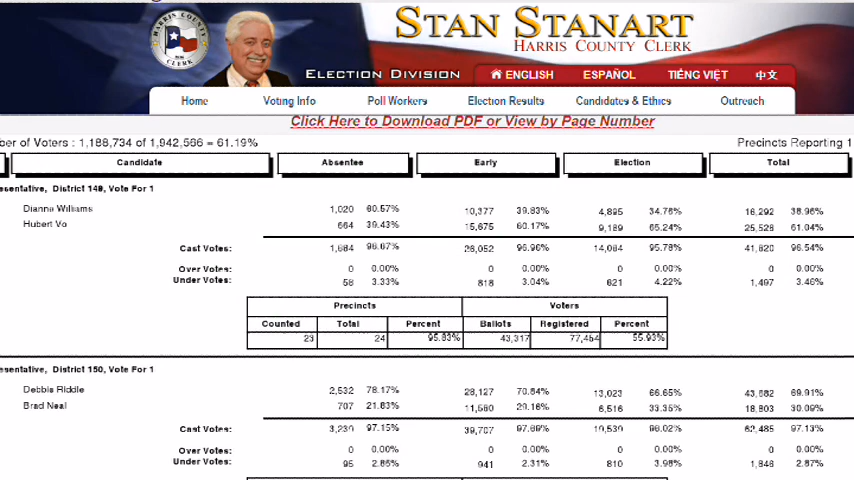 HARRIS COUNTY
CLERK
STAN STANART
HARRIS COUNTY CLERK
ELECTION DIVISION
ENGLISH ESPAÑOL TIẾNG VIỆT 中文
Home Voting Info Poll Workers Election Results Candidates & Ethics Outreach
Click Here to Download PDF or View by Page Number
ber of Voters : 1,188,734 of 1,942,566 = 61.19% Precincts Reporting 1
Candidate Absentee Early Election Total
esentative, District 149, Vote For 1
Dianne Williams 1,020 60.57% 10,377 39.83% 4,895 34.76% 16,292 38.96%
Hubert Vo 664 39.43% 15,675 60.17% 9,189 65.24% 25,528 61.04%
Cast Votes: 1,684 96.67% 26,052 96.96% 14,084 95.78% 41,820 96.54%
Over Votes: 0 0.00% 0 0.00% 0 0.00% 0 0.00%
Under Votes: 58 3.33% 818 3.04% 621 4.22% 1,497 3.46%
Precincts Voters
Counted Total Percent Ballots Registered Percent
23 24 95.83% 43,317 77,454 55.93%
esentative, District 150, Vote For 1
Debbie Riddle 2,532 78.17% 28,127 70.84% 13,023 66.65% 43,682 69.91%
Brad Neal 707 21.83% 11,580 29.16% 6,516 33.35% 18,803 30.09%
Cast Votes: 3,239 97.15% 39,707 97.69% 19,539 96.02% 62,485 97.13%
Over Votes: 0 0.00% 0 0.00% 0 0.00% 0 0.00%
Under Votes: 95 2.85% 941 2.31% 810 3.98% 1,846 2.87%